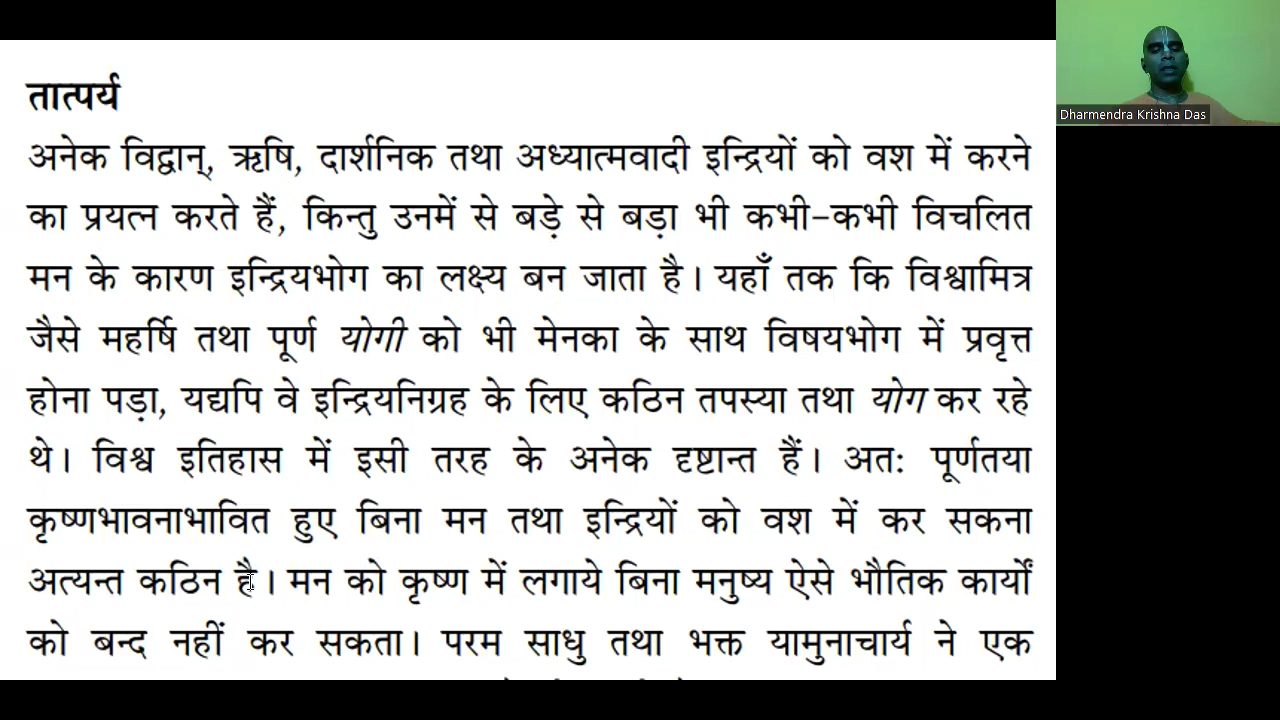 तात्पर्य
अनेक विद्वान्, ऋषि, दार्शनिक तथा अध्यात्मवादी इन्द्रियों को वश में करने
का प्रयत्न करते हैं, किन्तु उनमें से बड़े से बड़ा भी कभी-कभी विचलित
मन के कारण इन्द्रियभोग का लक्ष्य बन जाता है। यहाँ तक कि विश्वामित्र
जैसे महर्षि तथा पूर्ण योगी को भी मेनका के साथ विषयभोग में प्रवृत्त
होना पड़ा, यद्यपि वे इन्द्रियनिग्रह के लिए कठिन तपस्या तथा योग कर रहे
थे। विश्व इतिहास में इसी तरह के अनेक दृष्टान्त हैं। अत: पूर्णतया
कृष्णभावनाभावित हुए बिना मन तथा इन्द्रियों को वश में कर सकना
अत्यन्त कठिन है। मन को कृष्ण में लगाये बिना मनुष्य ऐसे भौतिक कार्यों
को बन्द नहीं कर सकता। परम साधु तथा भक्त यामुनाचार्य ने एक
Dharmendra Krishna Das